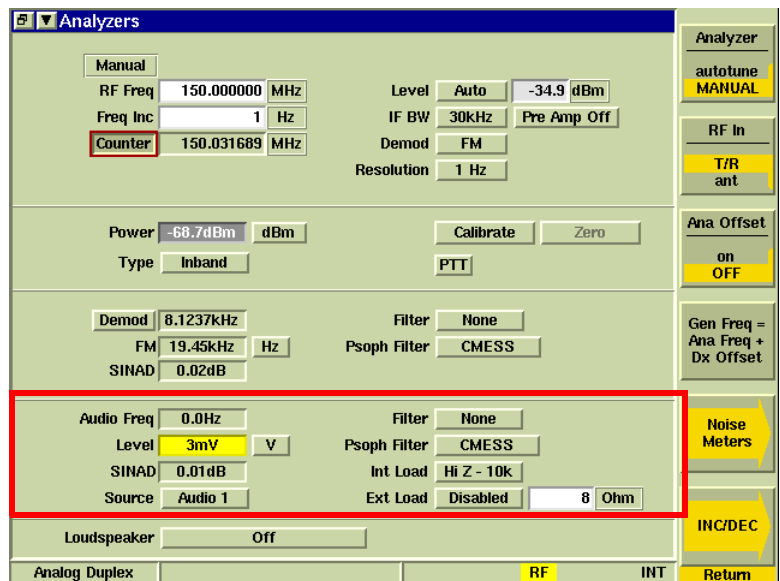 Analyzers
Manual
RF Freq 150.000000 MHz Level Auto -34.9 dBm
Freq Inc 1 Hz IF BW 30kHz Pre Amp Off
Counter 150.031689 MHz Demod FM
Resolution 1 Hz
Power -68.7dBm dBm Calibrate Zero
Type Inband PTT
Demod 8.1237kHz Filter None
FM 19.45kHz Hz Psoph Filter CMESS
SINAD 0.02dB
Audio Freq 0.0Hz Filter None
Level 3mV V Psoph Filter CMESS
SINAD 0.01dB Int Load Hi Z - 10k
Source Audio 1 Ext Load Disabled 8 Ohm
Loudspeaker Off
Analog Duplex RF INT
Analyzer
autotune
MANUAL
RF In
T/R
ant
Ana Offset
on
OFF
Gen Freq =
Ana Freq +
Dx Offset
Noise
Meters
INC/DEC
Return